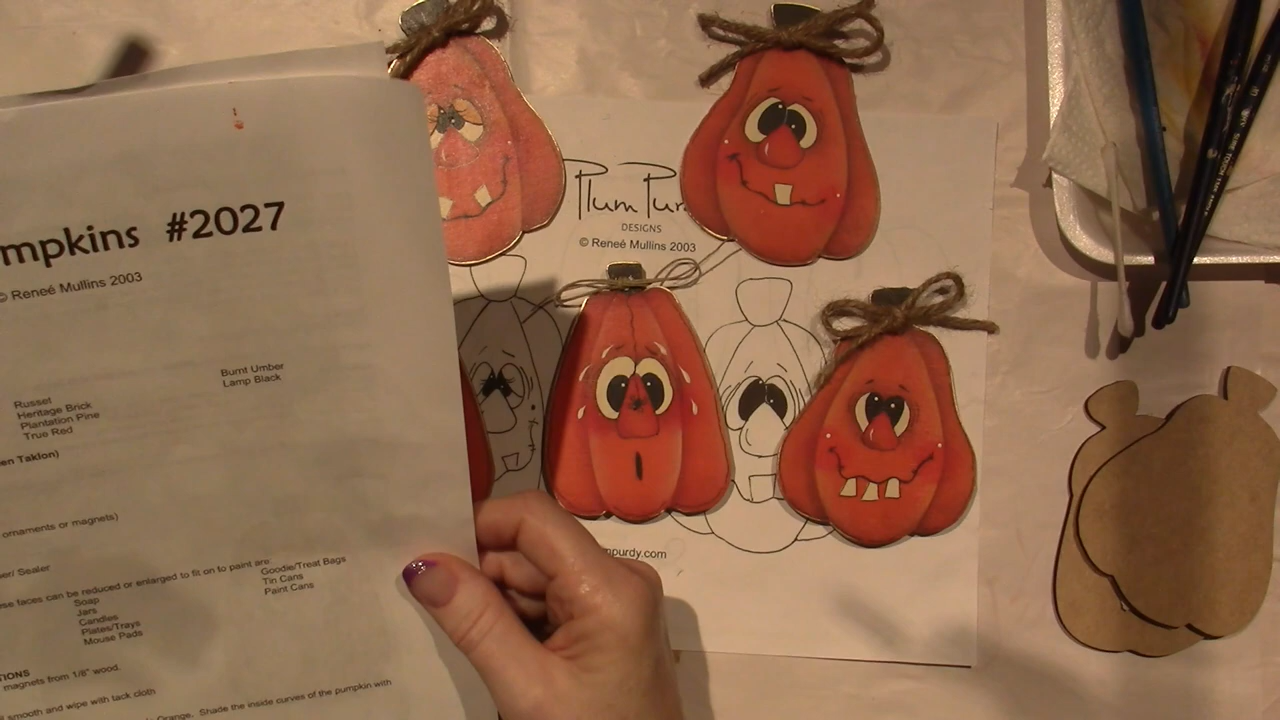 mpkins #2027
© Reneé Mullins 2003
Burnt Umber
Lamp Black
Russet
Heritage Brick
Plantation Pine
True Red
en Taklon)
ornaments or magnets)
er/ Sealer
se faces can be reduced or enlarged to fit on to paint are:
Goodie/Treat Bags
Tin Cans
Paint Cans
Soap
Jars
Candles
Plates/Trays
Mouse Pads
TIONS
magnets from 1/8" wood.
smooth and wipe with tack cloth
Orange. Shade the inside curves of the pumpkin with
Plum Pur
DESIGNS
© Reneé Mullins 2003
mpurdy.com